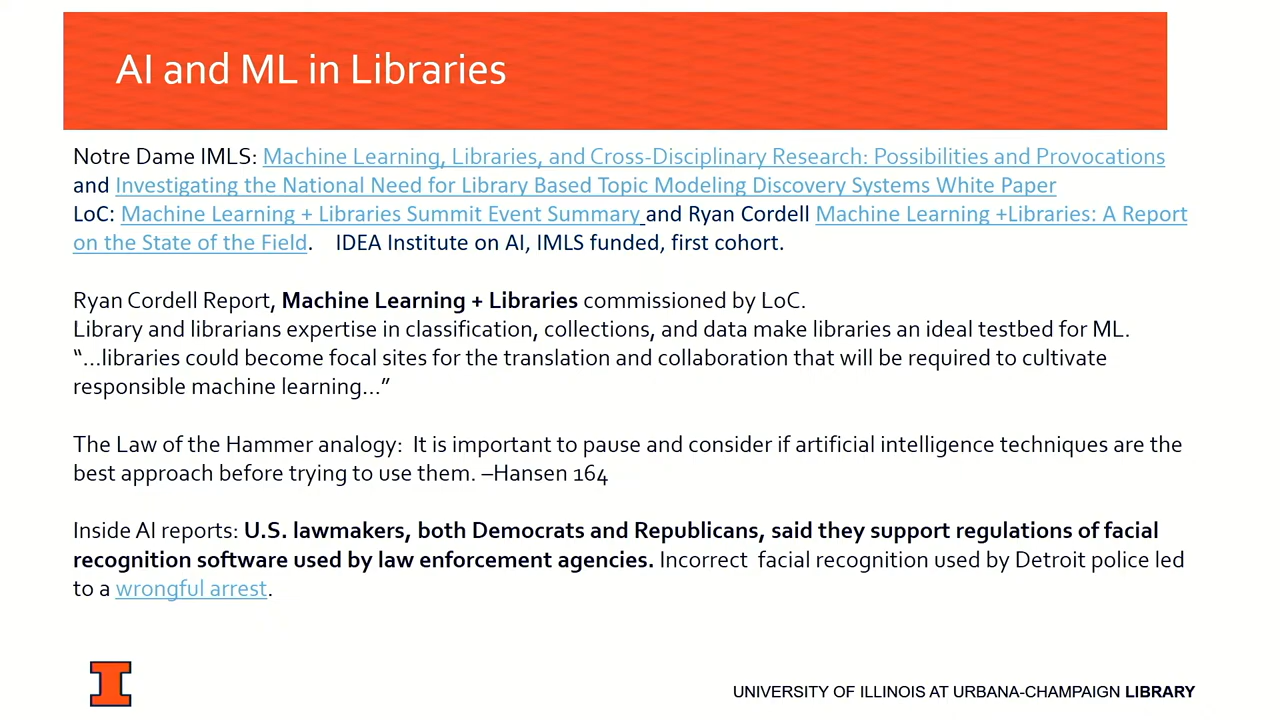 AI and ML in Libraries
Notre Dame IMLS: Machine Learning, Libraries, and Cross-Disciplinary Research: Possibilities and Provocations
and Investigating the National Need for Library Based Topic Modeling Discovery Systems White Paper
LoC: Machine Learning + Libraries Summit Event Summary and Ryan Cordell Machine Learning +Libraries: A Report
on the State of the Field. IDEA Institute on AI, IMLS funded, first cohort.
Ryan Cordell Report, Machine Learning + Libraries commissioned by LoC.
Library and librarians expertise in classification, collections, and data make libraries an ideal testbed for ML.
“…libraries could become focal sites for the translation and collaboration that will be required to cultivate
responsible machine learning…”
The Law of the Hammer analogy: It is important to pause and consider if artificial intelligence techniques are the
best approach before trying to use them. –Hansen 164
Inside AI reports: U.S. lawmakers, both Democrats and Republicans, said they support regulations of facial
recognition software used by law enforcement agencies. Incorrect facial recognition used by Detroit police led
to a wrongful arrest.
UNIVERSITY OF ILLINOIS AT URBANA-CHAMPAIGN LIBRARY